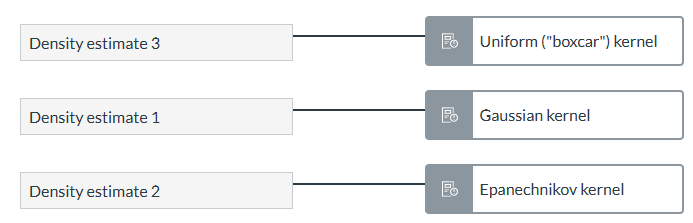 Density estimate 3
Uniform ("boxcar") kernel
Density estimate 1
Gaussian kernel
Density estimate 2
Epanechnikov kernel